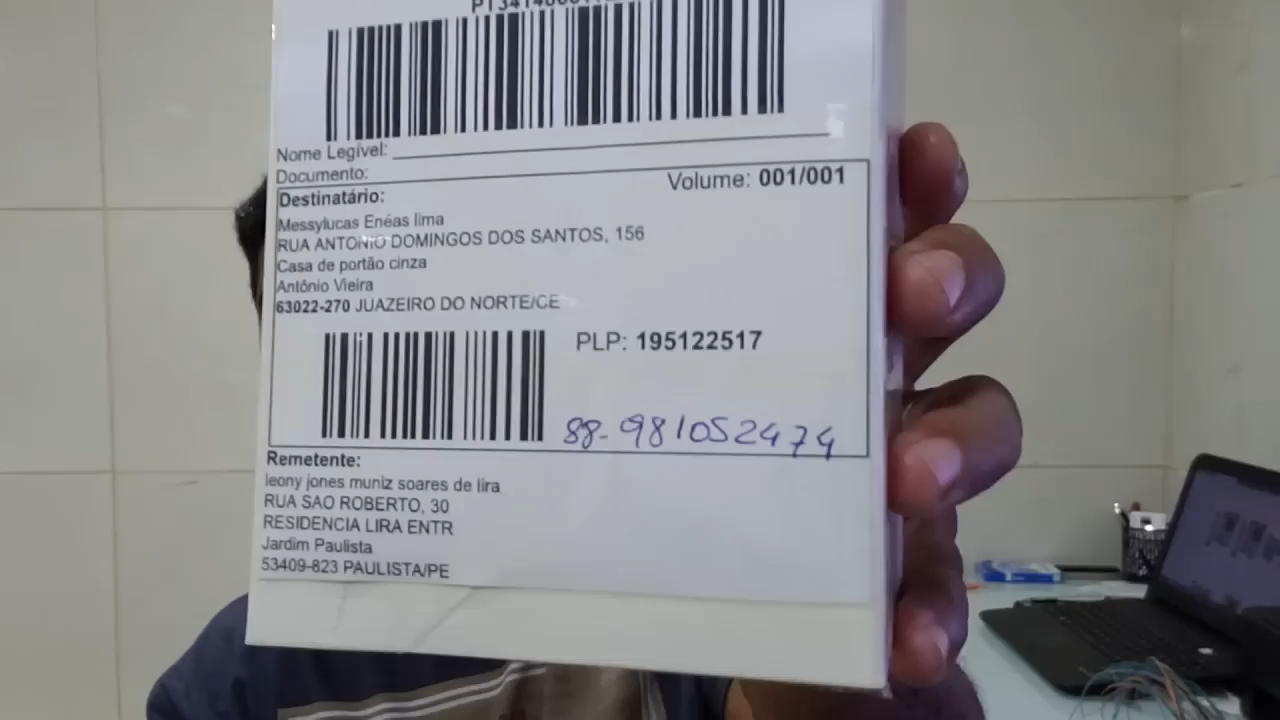 Nome Legível:
Documento:
Volume: 001/001
Destinatário:
Messylucas Enéas lima
RUA ANTONIO DOMINGOS DOS SANTOS, 156
Casa de portão cinza
Antônio Vieira
63022-270 JUAZEIRO DO NORTE/CE
PLP: 195122517
88-981052474
Remetente:
leony jones muniz soares de lira
RUA SAO ROBERTO, 30
RESIDENCIA LIRA ENTR
Jardim Paulista
53409-823 PAULISTA/PE